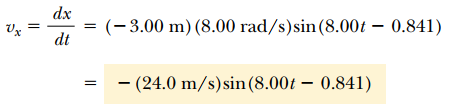 vₓ = dx/dt = (−3.00 m)(8.00 rad/s)sin(8.00t − 0.841)
= −(24.0 m/s)sin(8.00t − 0.841)